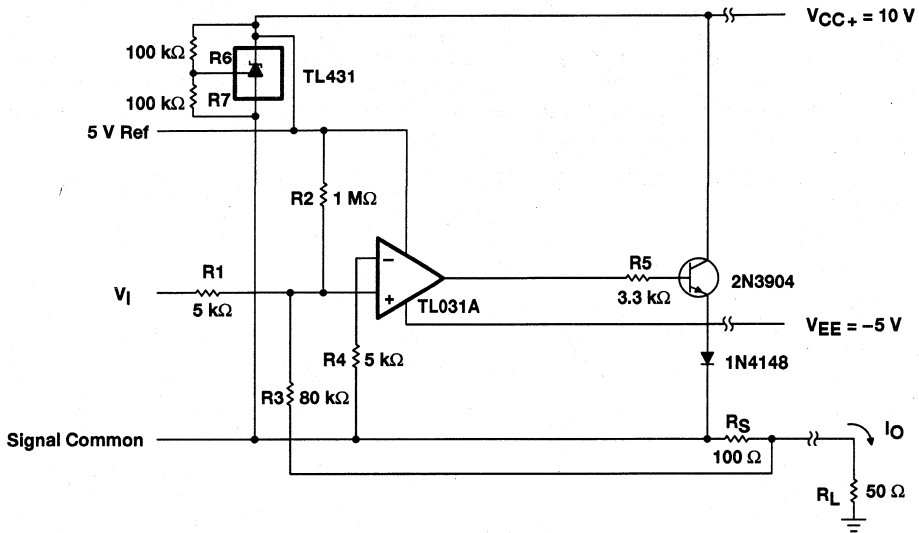 VCC+ = 10 V
100 kΩ
R6
TL431
100 kΩ
R7
5 V Ref
R2
1 MΩ
R1
VI
5 kΩ
−
+
TL031A
R5
3.3 kΩ
2N3904
VEE = −5 V
R4
5 kΩ
1N4148
R3
80 kΩ
Signal Common
RS
100 Ω
IO
RL
50 Ω